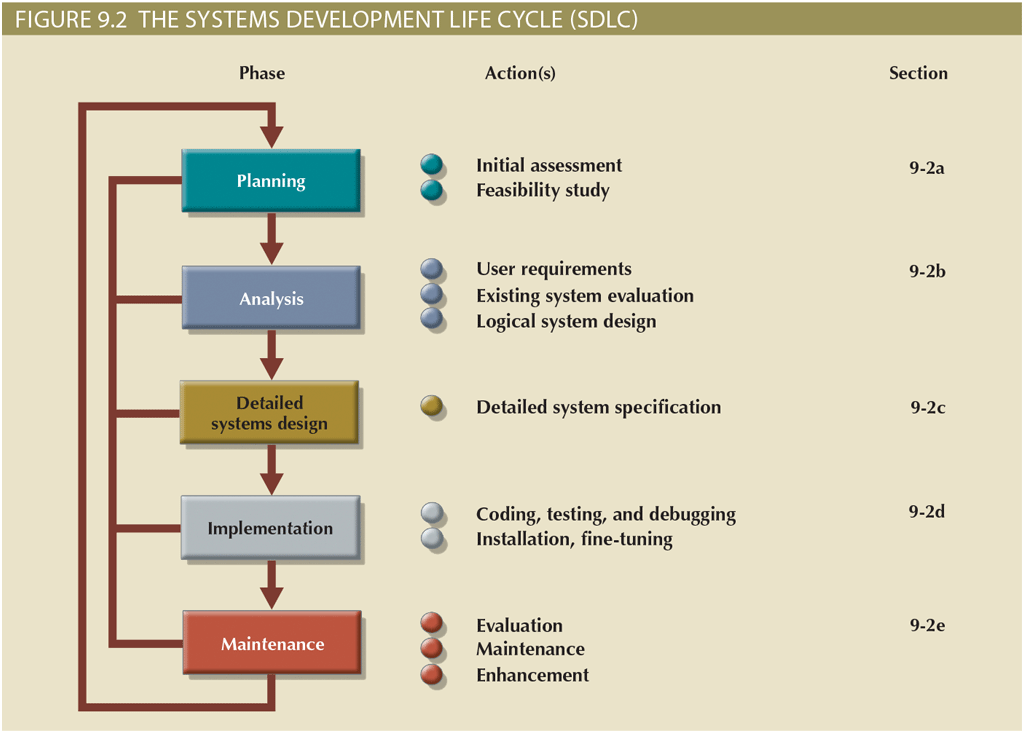 FIGURE 9.2 THE SYSTEMS DEVELOPMENT LIFE CYCLE (SDLC)
Phase Action(s) Section
Planning
Initial assessment
Feasibility study
9-2a
Analysis
User requirements
Existing system evaluation
Logical system design
9-2b
Detailed
systems design
Detailed system specification
9-2c
Implementation
Coding, testing, and debugging
Installation, fine-tuning
9-2d
Maintenance
Evaluation
Maintenance
Enhancement
9-2e